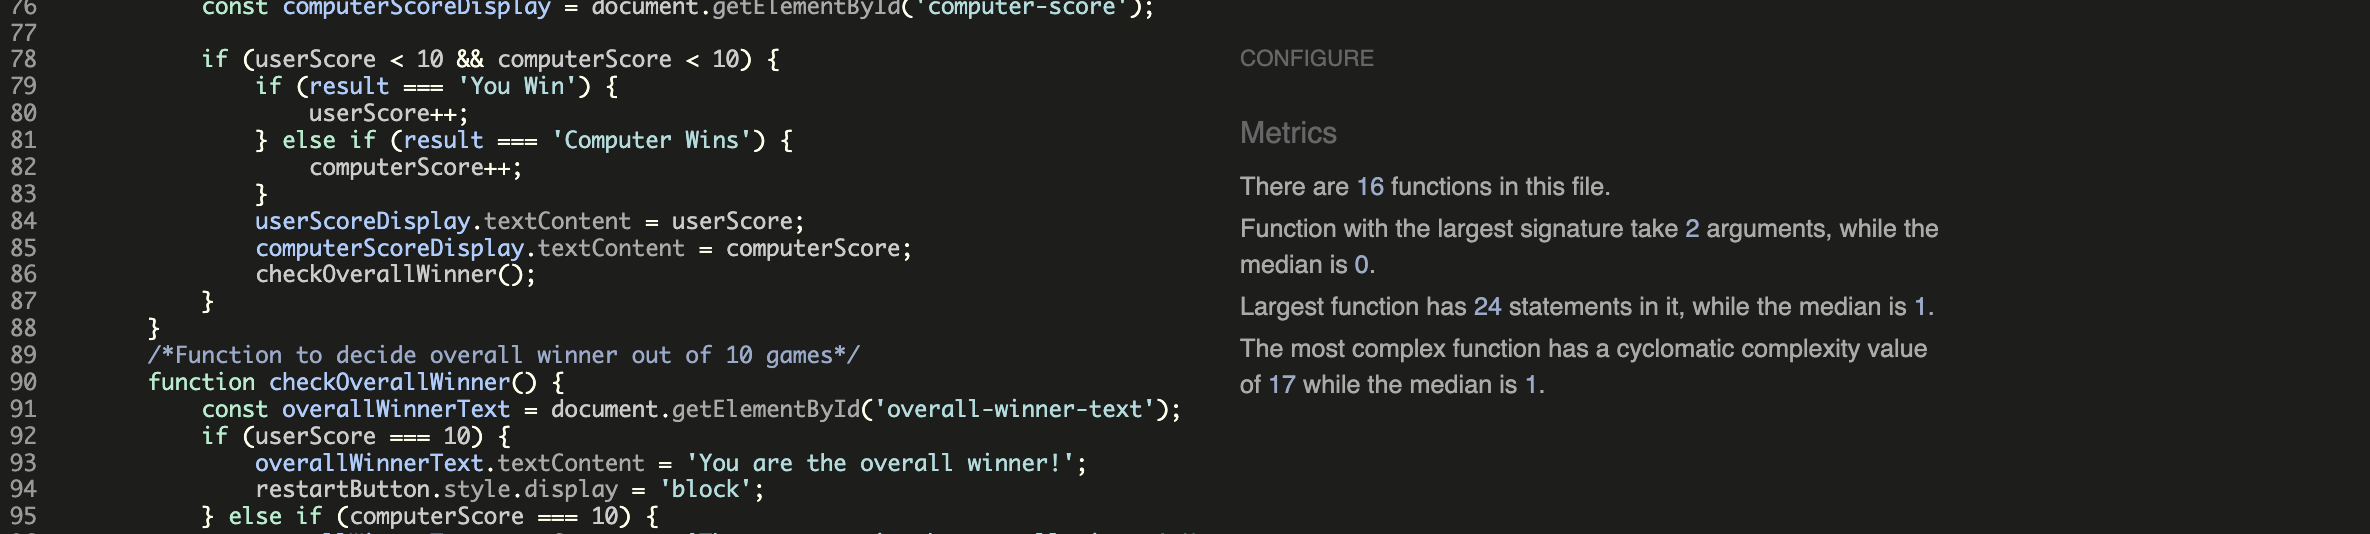 76 const computerScoreDisplay = document.getElementById('computer-score');
77
78 if (userScore < 10 && computerScore < 10) {
79 if (result === 'You Win') {
80 userScore++;
81 } else if (result === 'Computer Wins') {
82 computerScore++;
83 }
84 userScoreDisplay.textContent = userScore;
85 computerScoreDisplay.textContent = computerScore;
86 checkOverallWinner();
87 }
88 }
89 /*Function to decide overall winner out of 10 games*/
90 function checkOverallWinner() {
91 const overallWinnerText = document.getElementById('overall-winner-text');
92 if (userScore === 10) {
93 overallWinnerText.textContent = 'You are the overall winner!';
94 restartButton.style.display = 'block';
95 } else if (computerScore === 10) {
CONFIGURE
Metrics
There are 16 functions in this file.
Function with the largest signature take 2 arguments, while the
median is 0.
Largest function has 24 statements in it, while the median is 1.
The most complex function has a cyclomatic complexity value
of 17 while the median is 1.